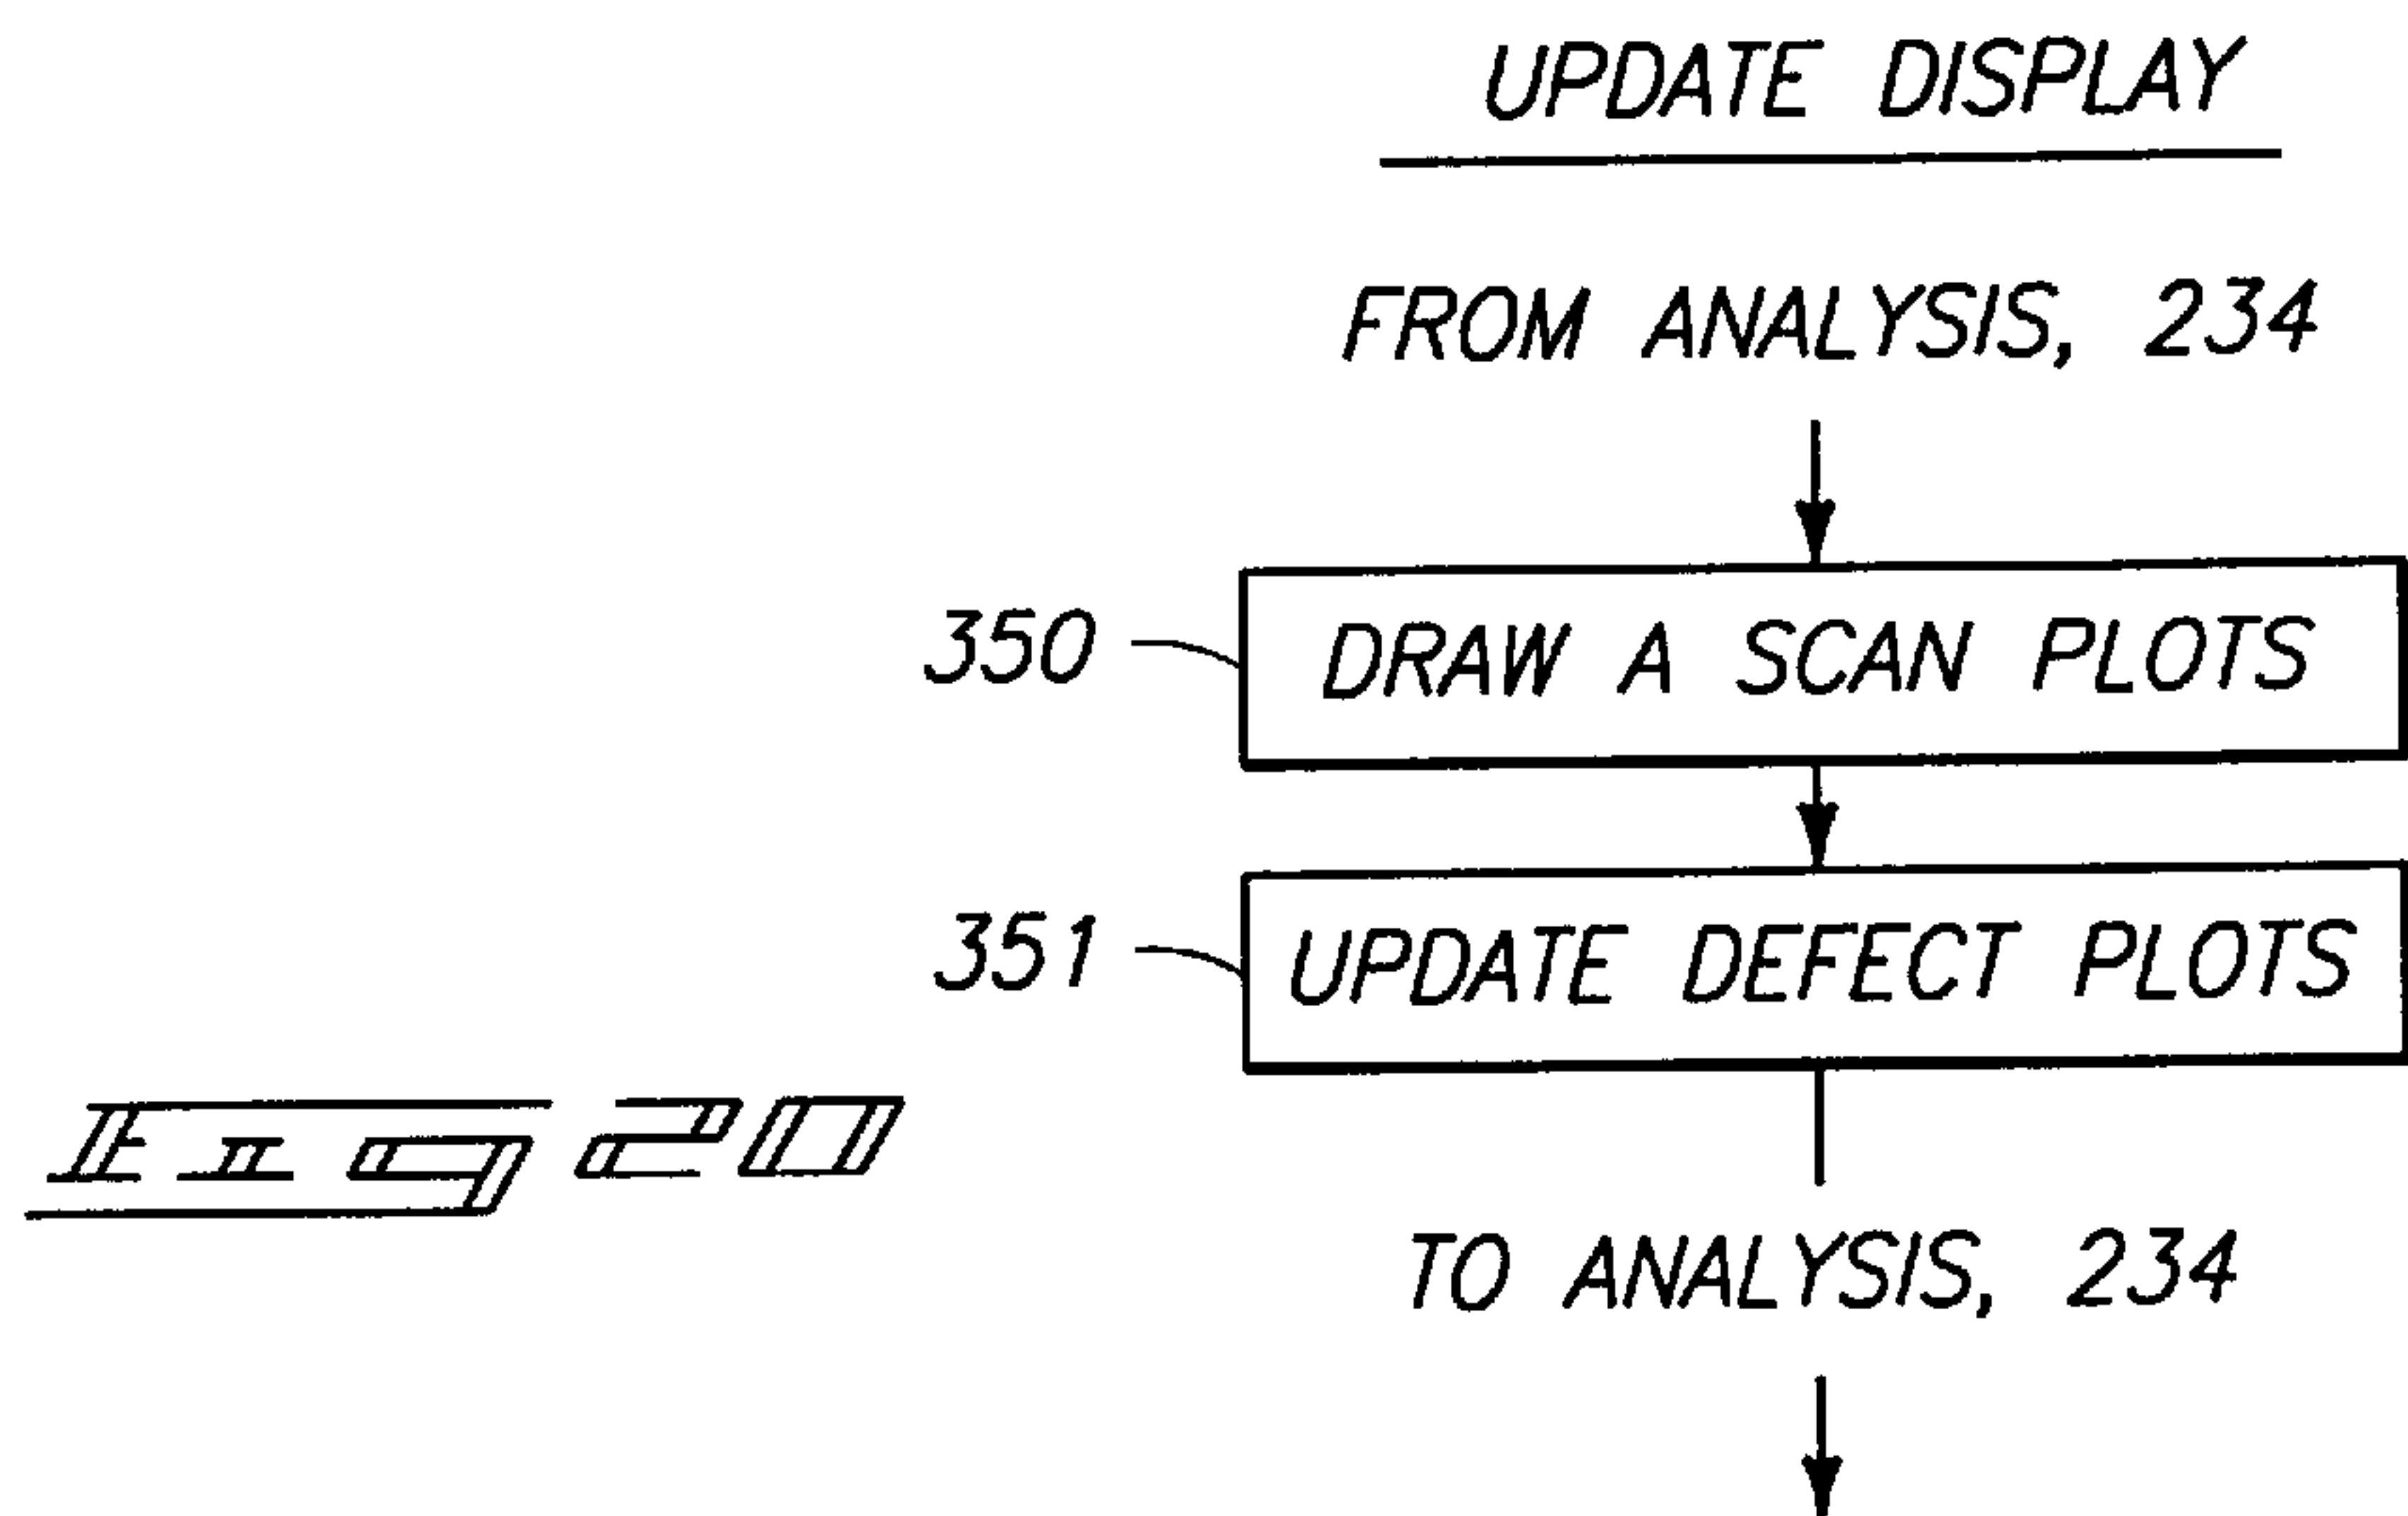 UPDATE DISPLAY
FROM ANALYSIS, 234
350
DRAW A SCAN PLOTS
351
UPDATE DEFECT PLOTS
Fig 20
TO ANALYSIS, 234